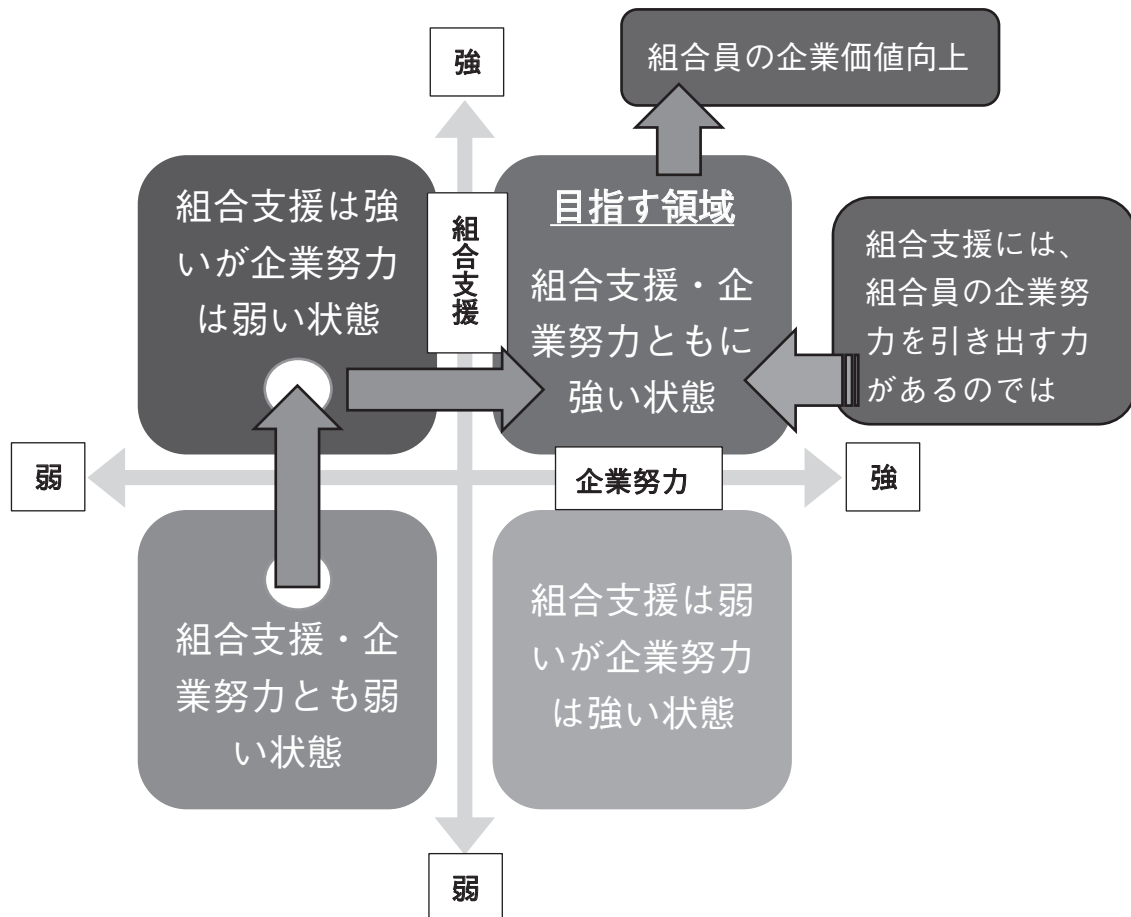 強
組合員の企業価値向上
組合支援は強
いが企業努力
は弱い状態
組合支援
目指す領域
組合支援・企
業努力ともに
強い状態
組合支援には、
組合員の企業努
力を引き出す力
があるのでは
弱
企業努力
強
組合支援・企
業努力とも弱
い状態
組合支援は弱
いが企業努力
は強い状態
弱